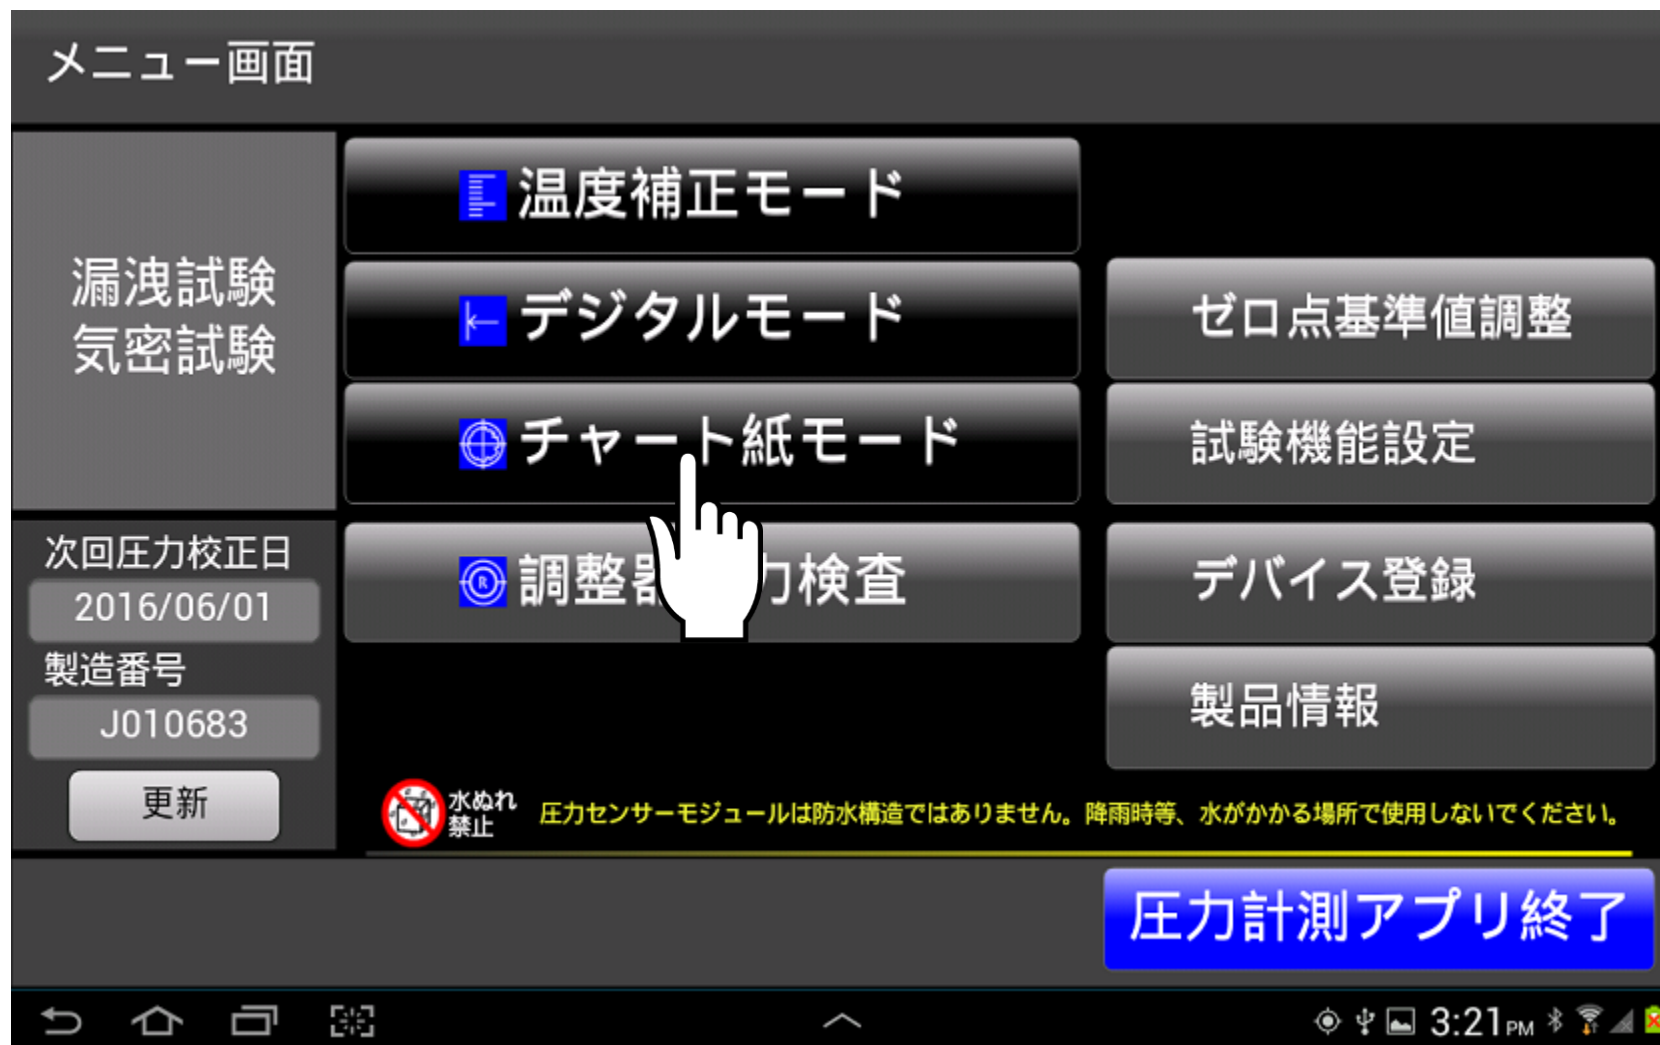 メニュー画面
漏洩試験
気密試験
温度補正モード
デジタルモード
チャート紙モード
調整器
力検査
ゼロ点基準値調整
試験機能設定
デバイス登録
製品情報
次回圧力校正日
2016/06/01
製造番号
J010683
更新
水ぬれ
禁止
圧力センサーモジュールは防水構造ではありません。降雨時等、水がかかる場所で使用しないでください。
圧力計測アプリ終了
3:21PM